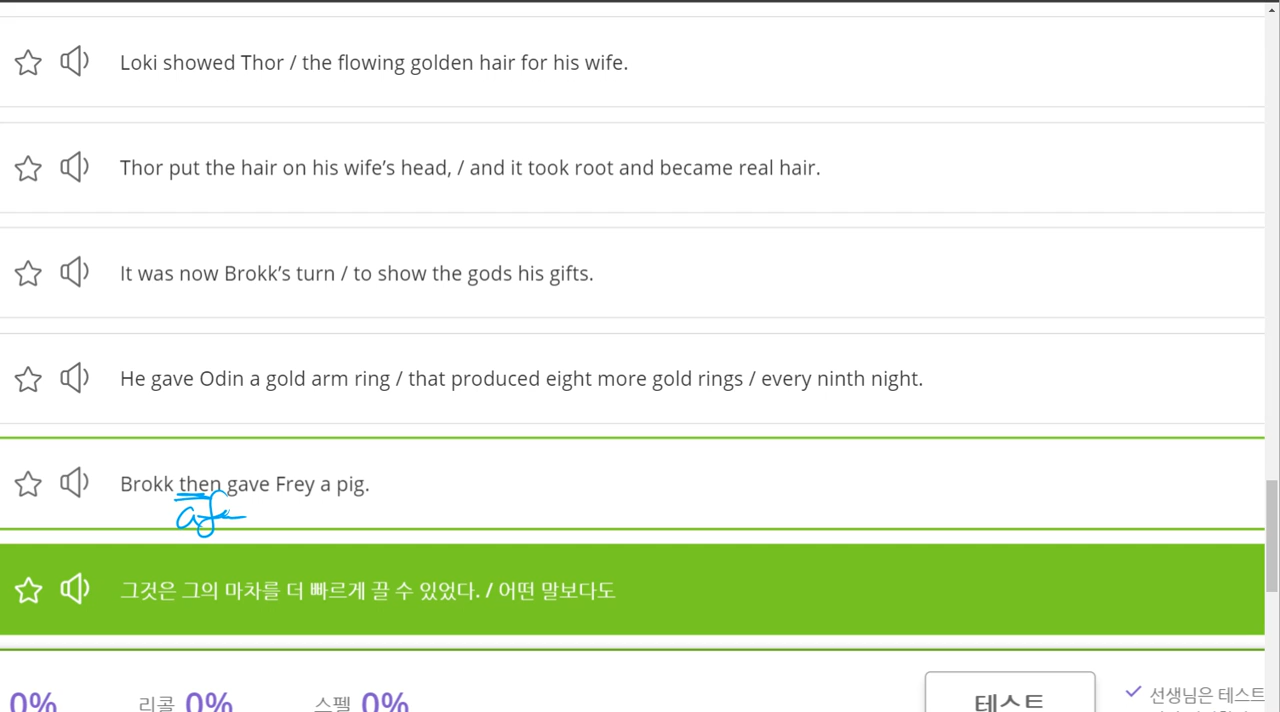 Loki showed Thor / the flowing golden hair for his wife.
Thor put the hair on his wife’s head, / and it took root and became real hair.
It was now Brokk’s turn / to show the gods his gifts.
He gave Odin a gold arm ring / that produced eight more gold rings / every ninth night.
Brokk then gave Frey a pig.
그것은 그의 마차를 더 빠르게 끌 수 있었다. / 어떤 말보다도
0% 리콜 0% 스펠 0% 테스트 선생님은 테스트